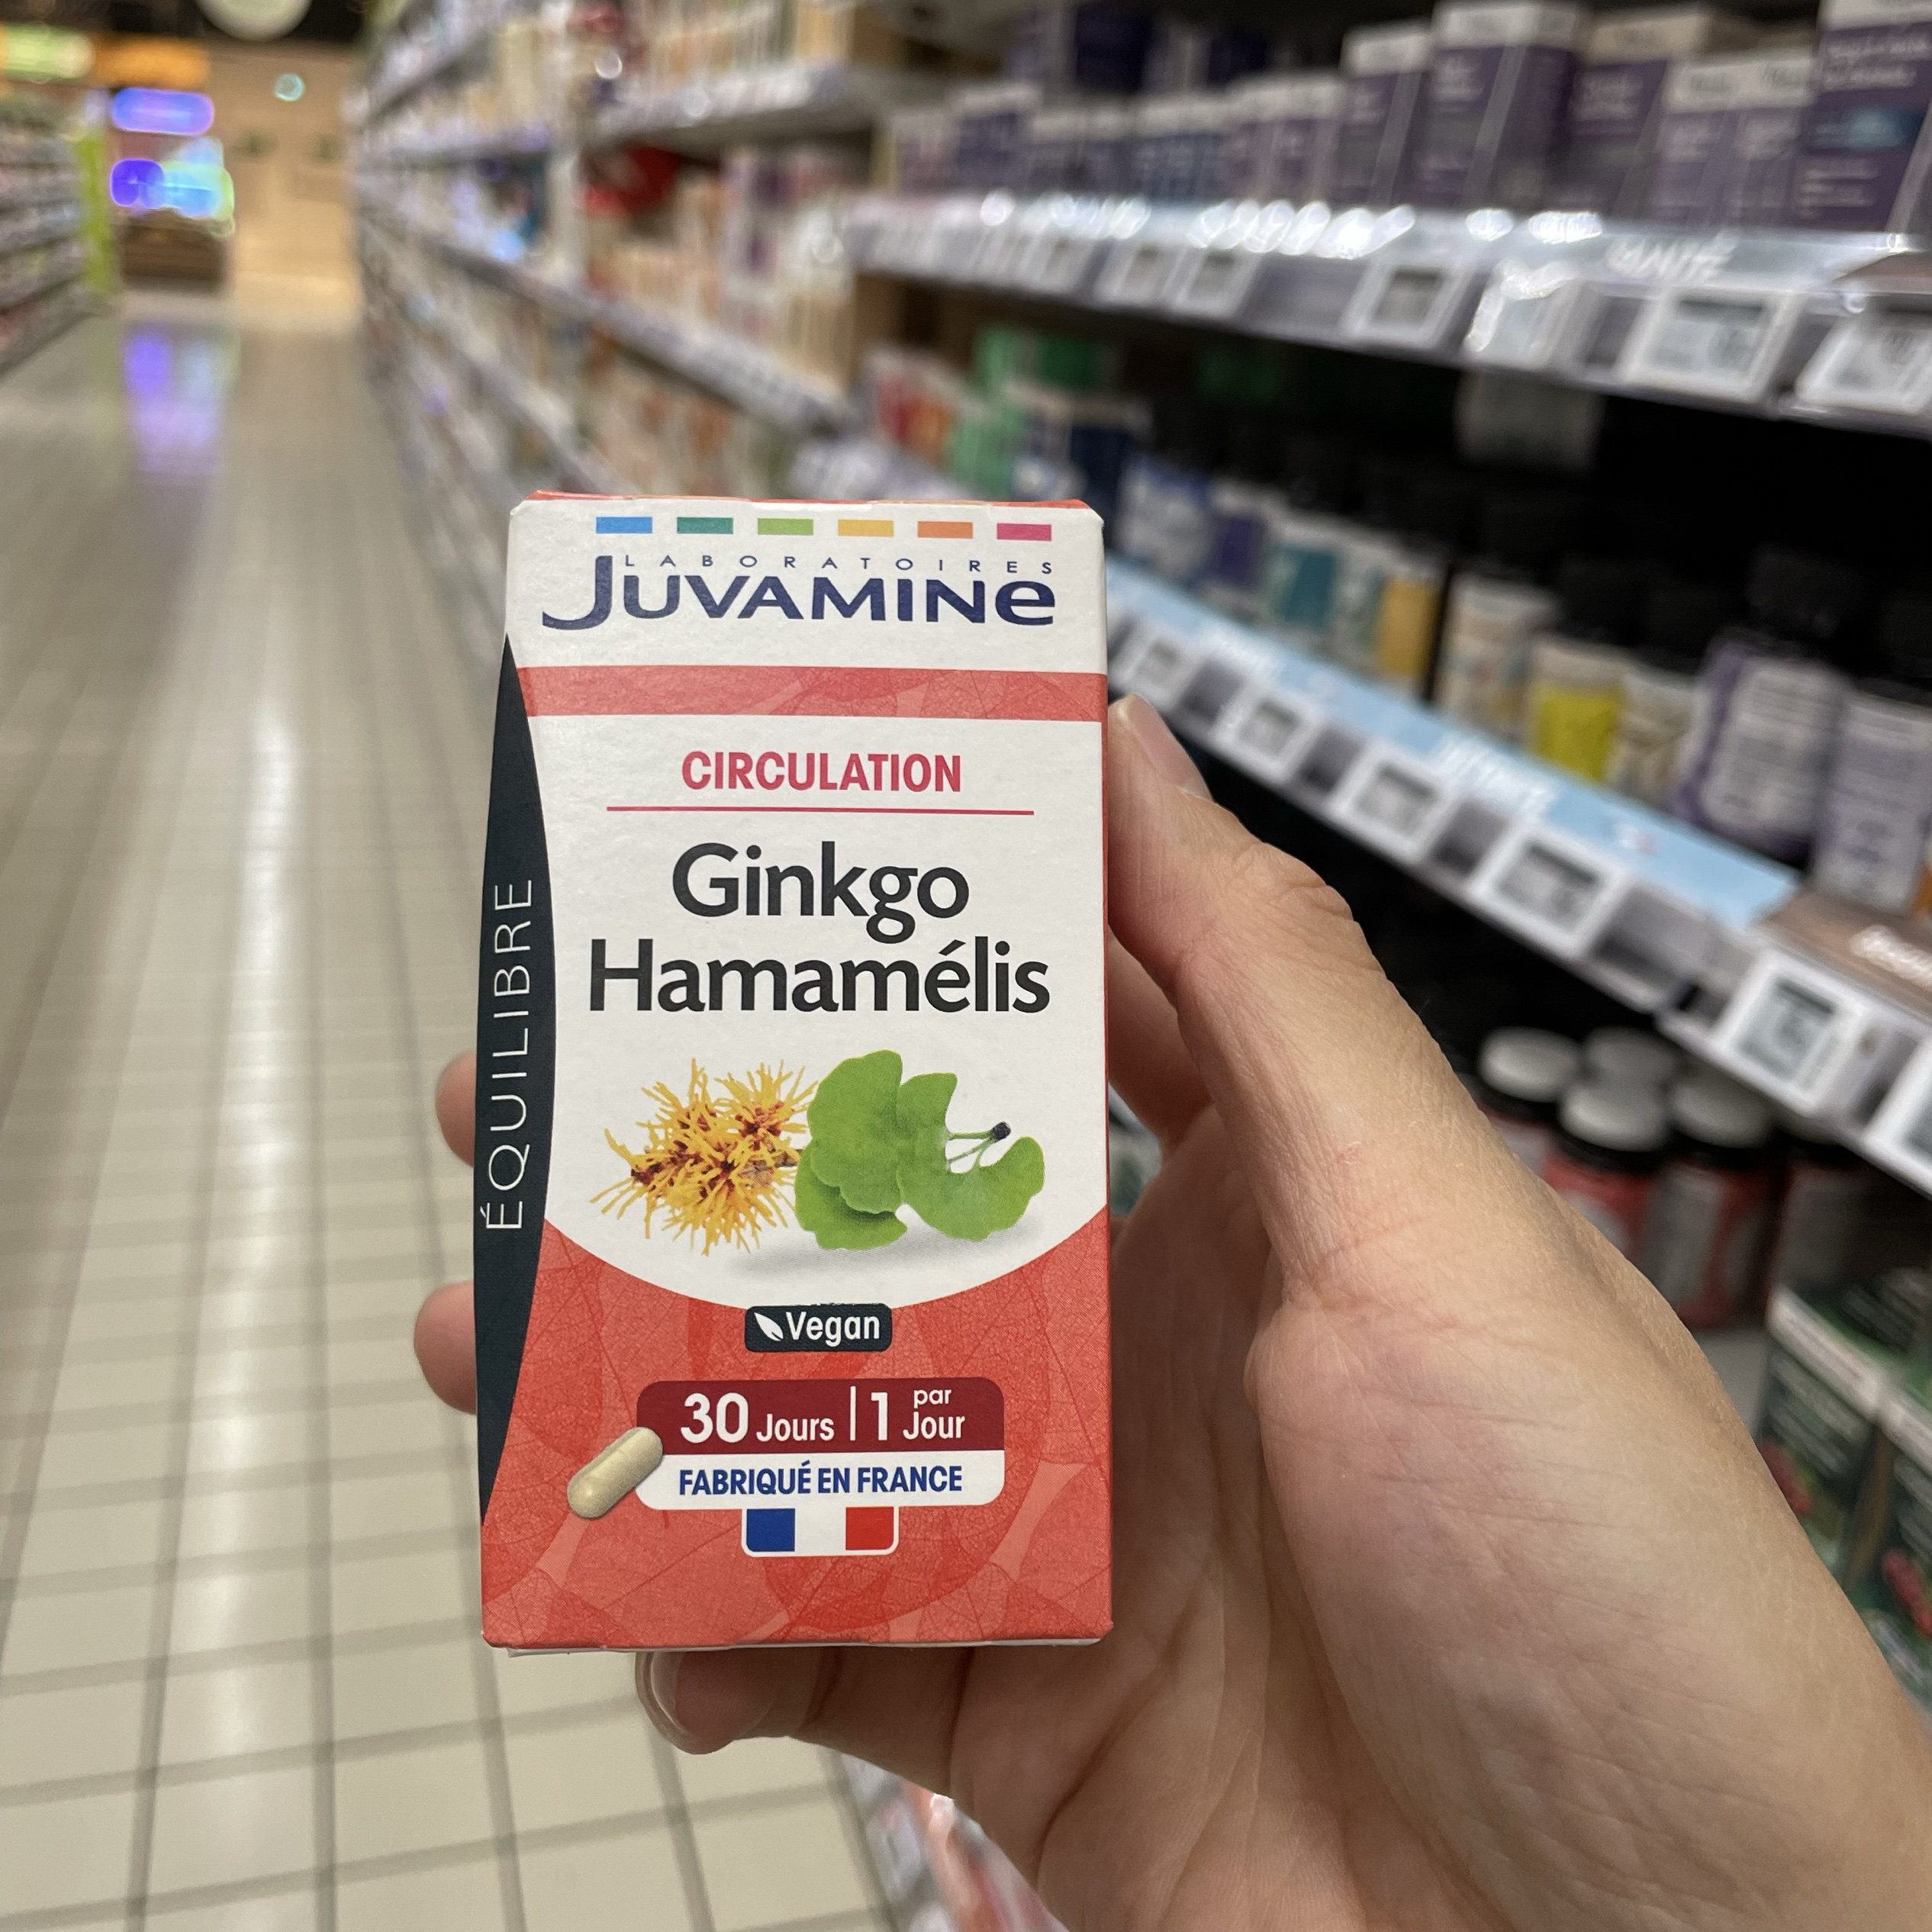 LABORATOIRES
JUVAMINe
CIRCULATION
Ginkgo
Hamamélis
ÉQUILIBRE
Vegan
30 Jours | 1 par Jour
FABRIQUÉ EN FRANCE